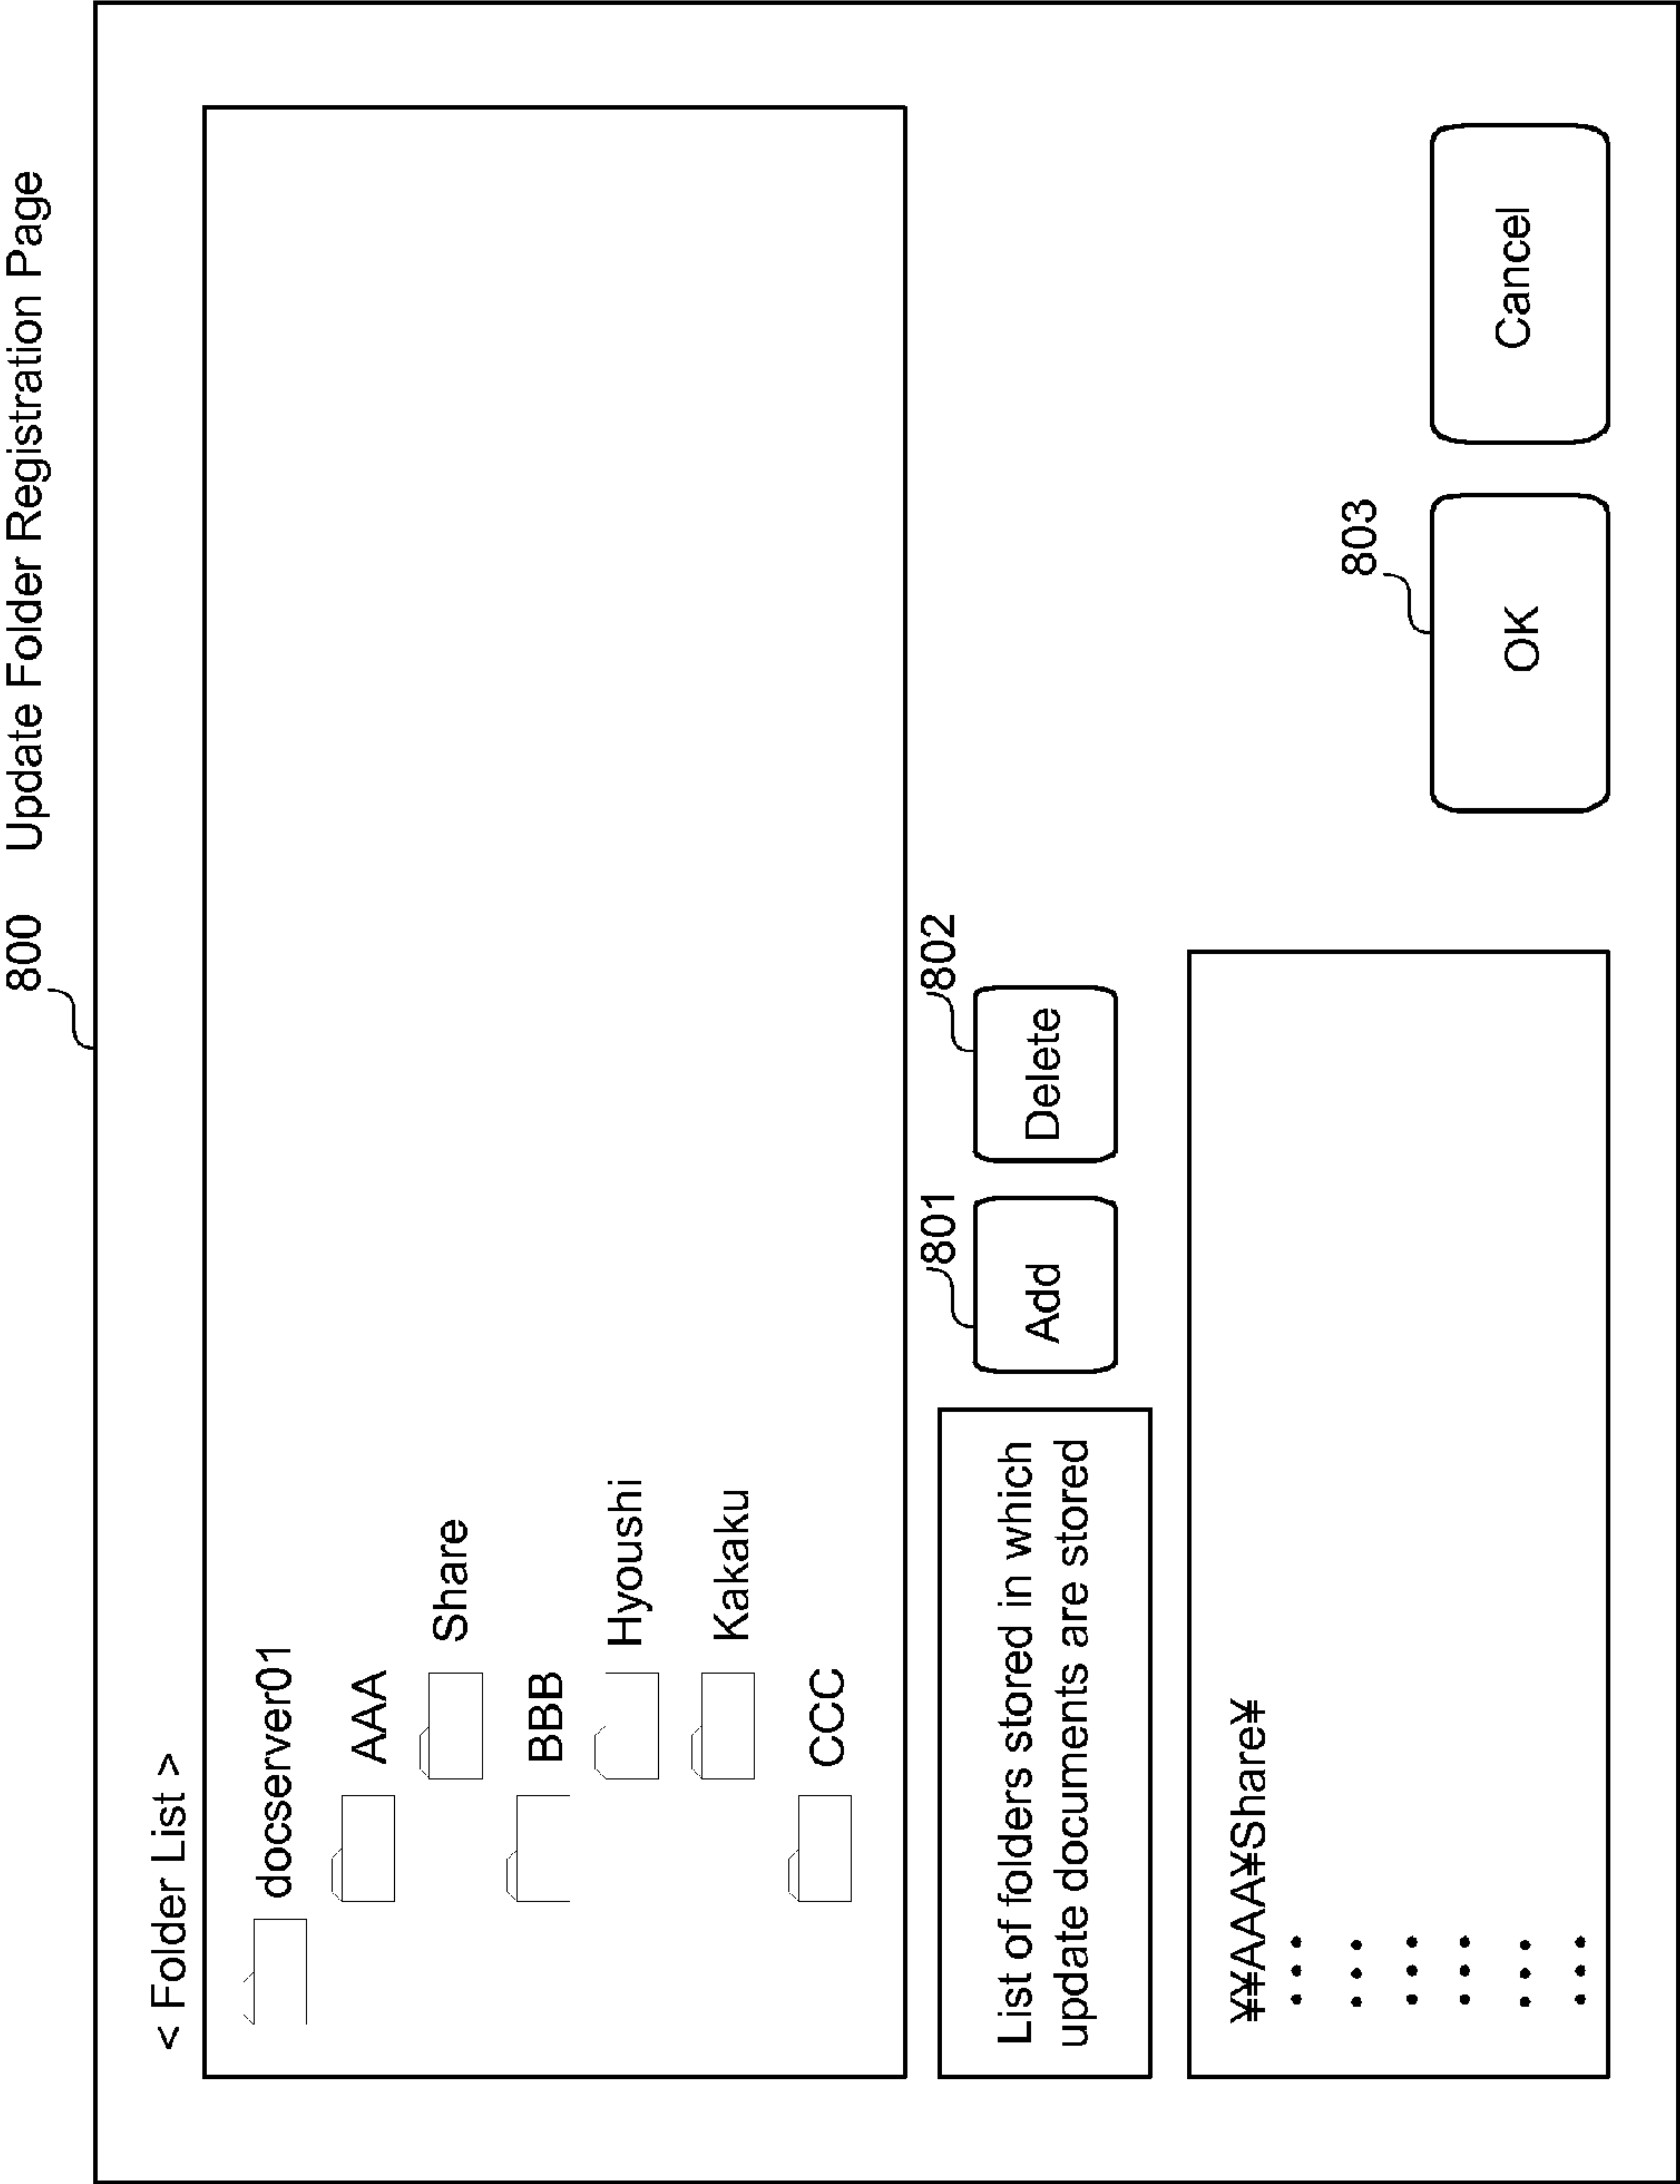 800 Update Folder Registration Page
< Folder List >
docserver01
AAA
Share
BBB
Hyoushi
Kakaku
CCC
801
802
List of folders stored in which
update documents are stored
Add
Delete
¥¥AAA¥Share¥
• • •
• • •
• • •
• • •
• • •
• • •
803
OK
Cancel